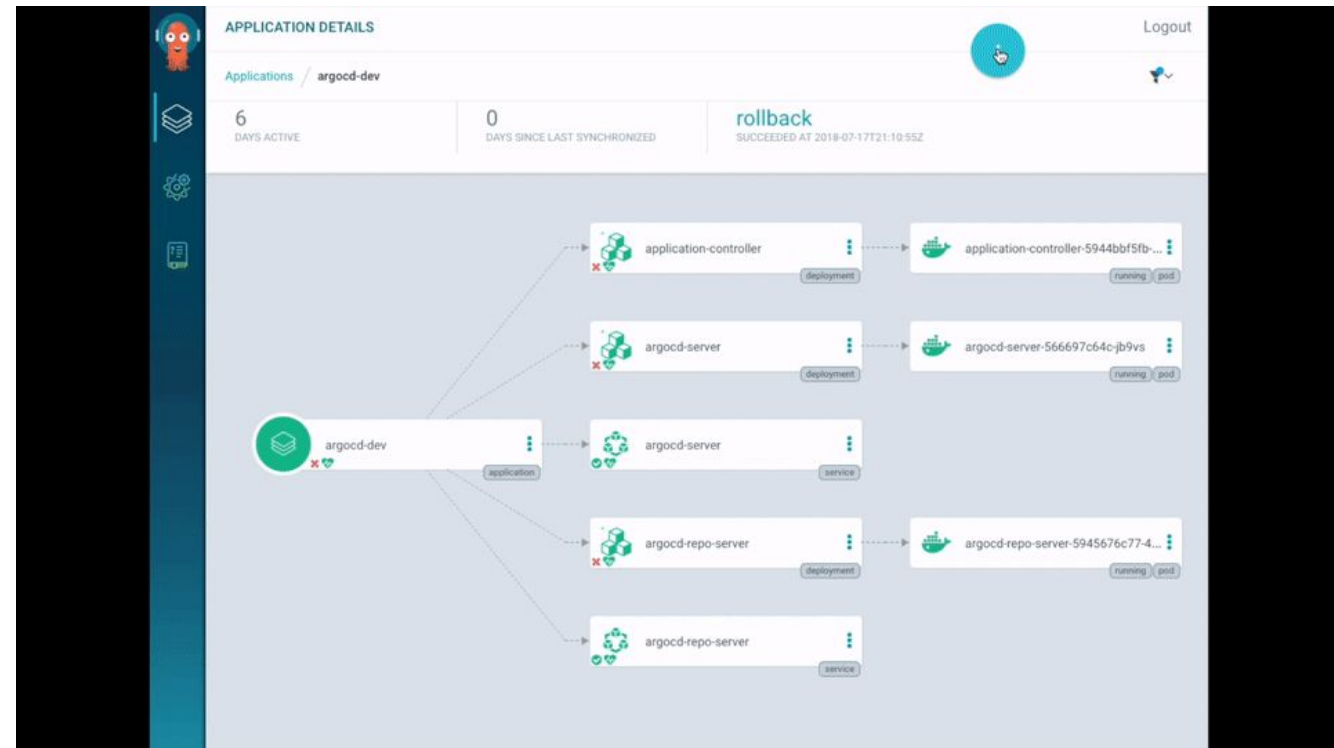 APPLICATION DETAILS
Logout
Applications / argocd-dev
6
DAYS ACTIVE
0
DAYS SINCE LAST SYNCHRONIZED
rollback
SUCCEEDED AT 2018-07-17T21:10:55Z
application-controller
deployment
application-controller-5944bbf5fb-...
running pod
argocd-server
deployment
argocd-server-566697c64c-jb9vs
running pod
argocd-dev
application
argocd-server
service
argocd-repo-server
deployment
argocd-repo-server-5945676c77-4...
running pod
argocd-repo-server
service